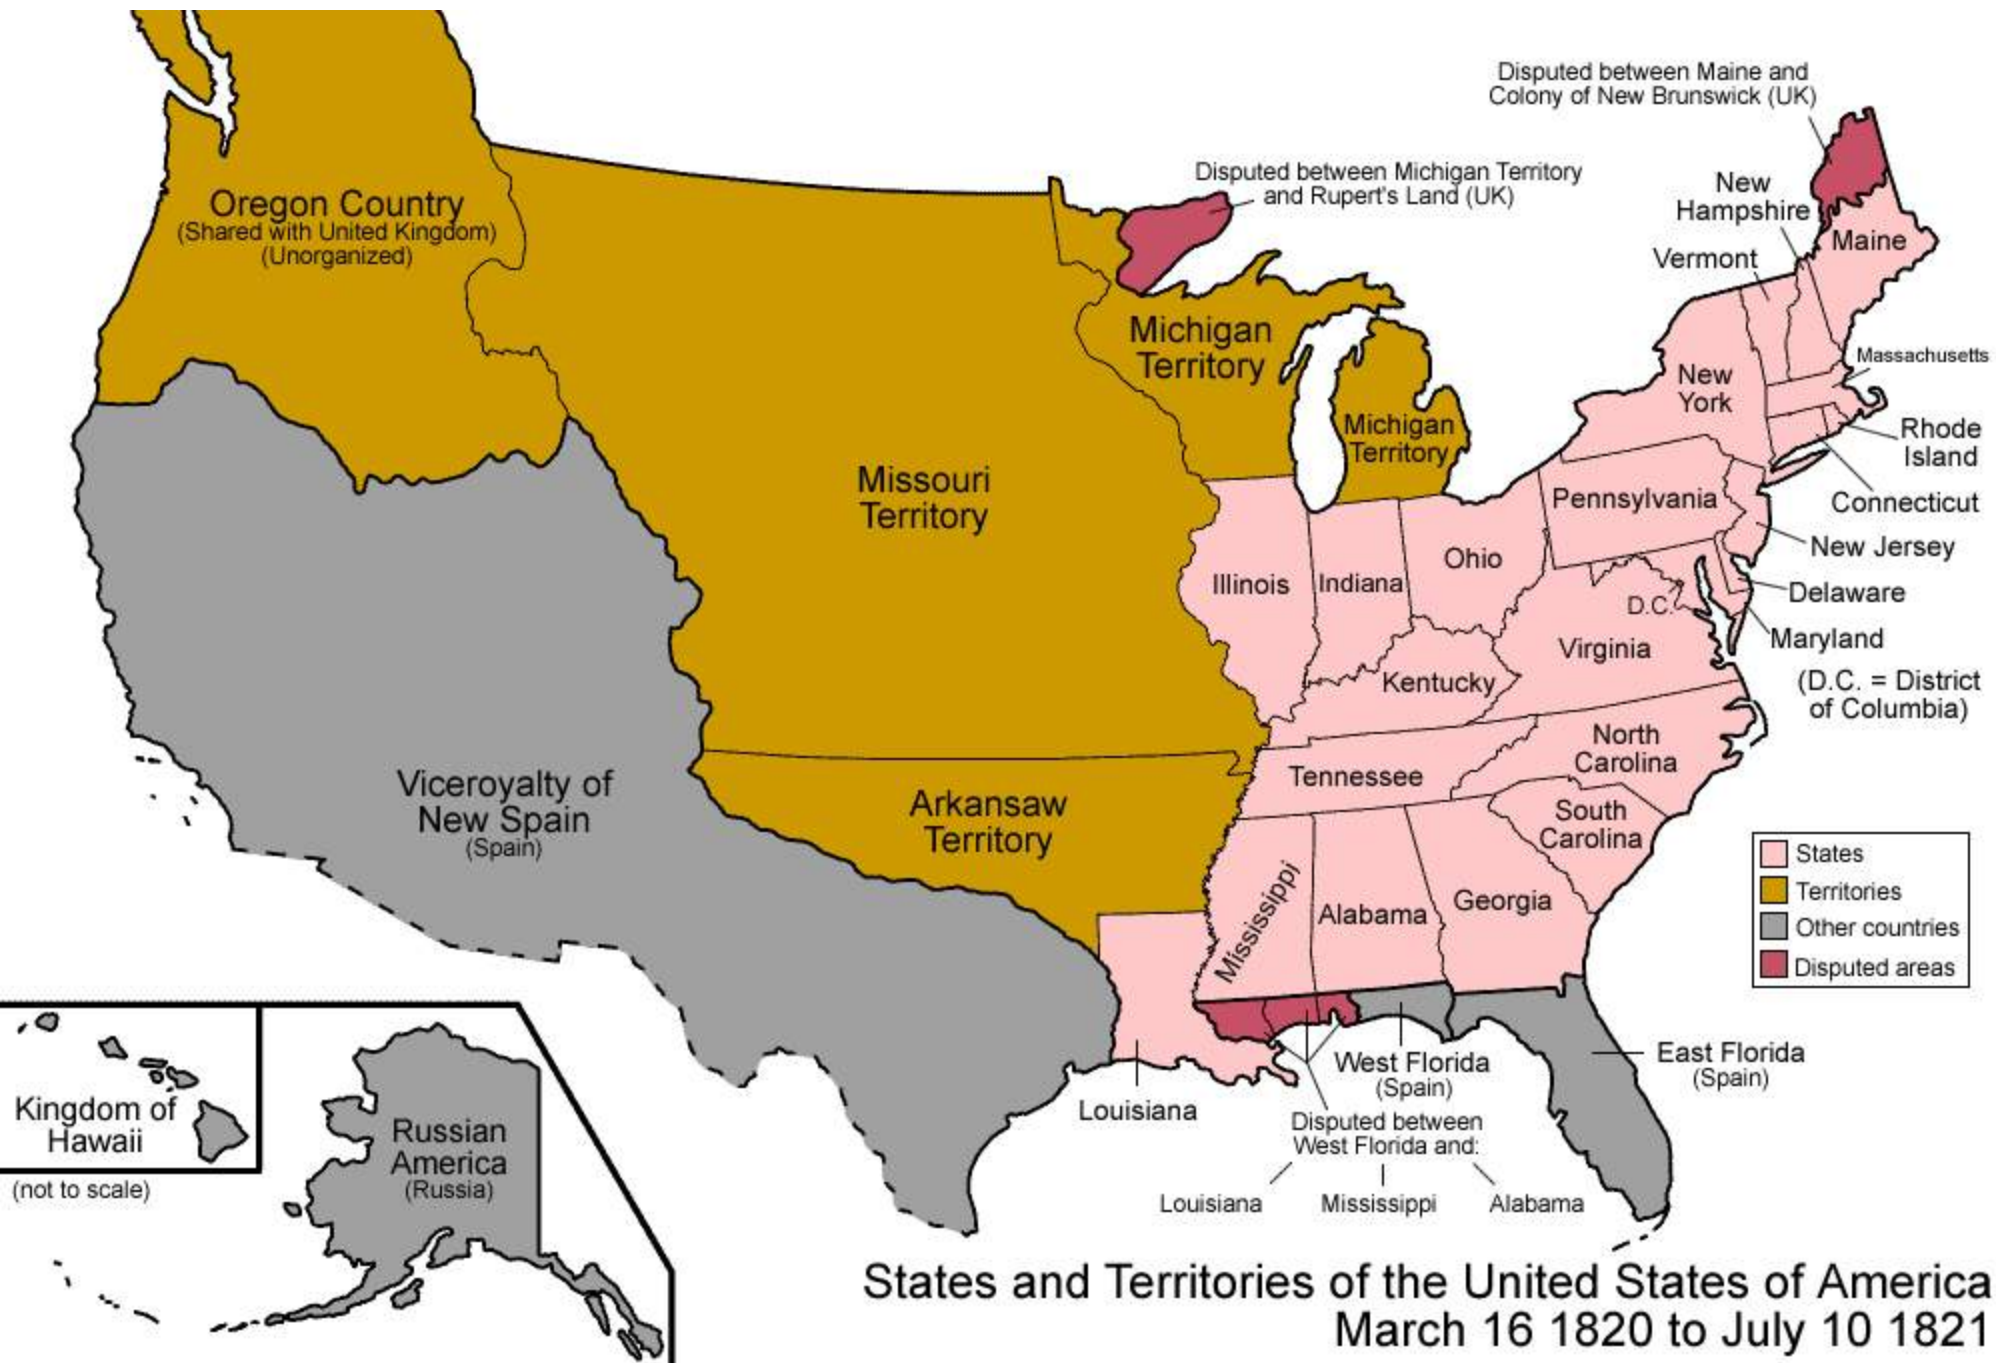 Disputed between Maine and
Colony of New Brunswick (UK)
Disputed between Michigan Territory
and Rupert's Land (UK)
New
Hampshire
Vermont
Maine
Oregon Country
(Shared with United Kingdom)
(Unorganized)
Michigan
Territory
Michigan
Territory
Massachusetts
New
York
Rhode
Island
Connecticut
Missouri
Territory
Pennsylvania
New Jersey
Ohio
Illinois
Indiana
Delaware
D.C.
Maryland
Virginia
(D.C. = District
of Columbia)
Kentucky
North
Carolina
Tennessee
Viceroyalty of
New Spain
(Spain)
Arkansaw
Territory
South
Carolina
Mississippi
Alabama
Georgia
States
Territories
Other countries
Disputed areas
West Florida
(Spain)
East Florida
(Spain)
Louisiana
Disputed between
West Florida and:
Louisiana
Mississippi
Alabama
Kingdom of
Hawaii
(not to scale)
Russian
America
(Russia)
States and Territories of the United States of America
March 16 1820 to July 10 1821